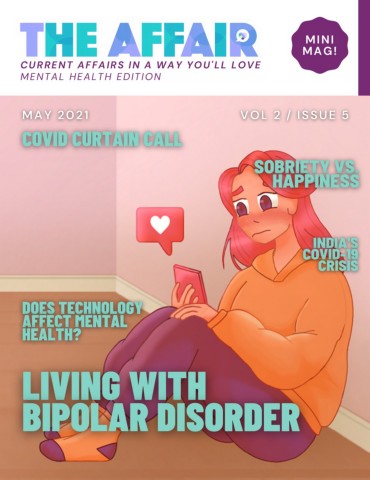 THE AFFAIR
CURRENT AFFAIRS IN A WAY YOU'LL LOVE
MENTAL HEALTH EDITION
MINI
MAG!
MAY 2021
VOL 2 / ISSUE 5
COVID CURTAIN CALL
SOBRIETY VS.
HAPPINESS
INDIA'S
COVID-19
CRISIS
DOES TECHNOLOGY
AFFECT MENTAL
HEALTH?
LIVING WITH
BIPOLAR DISORDER